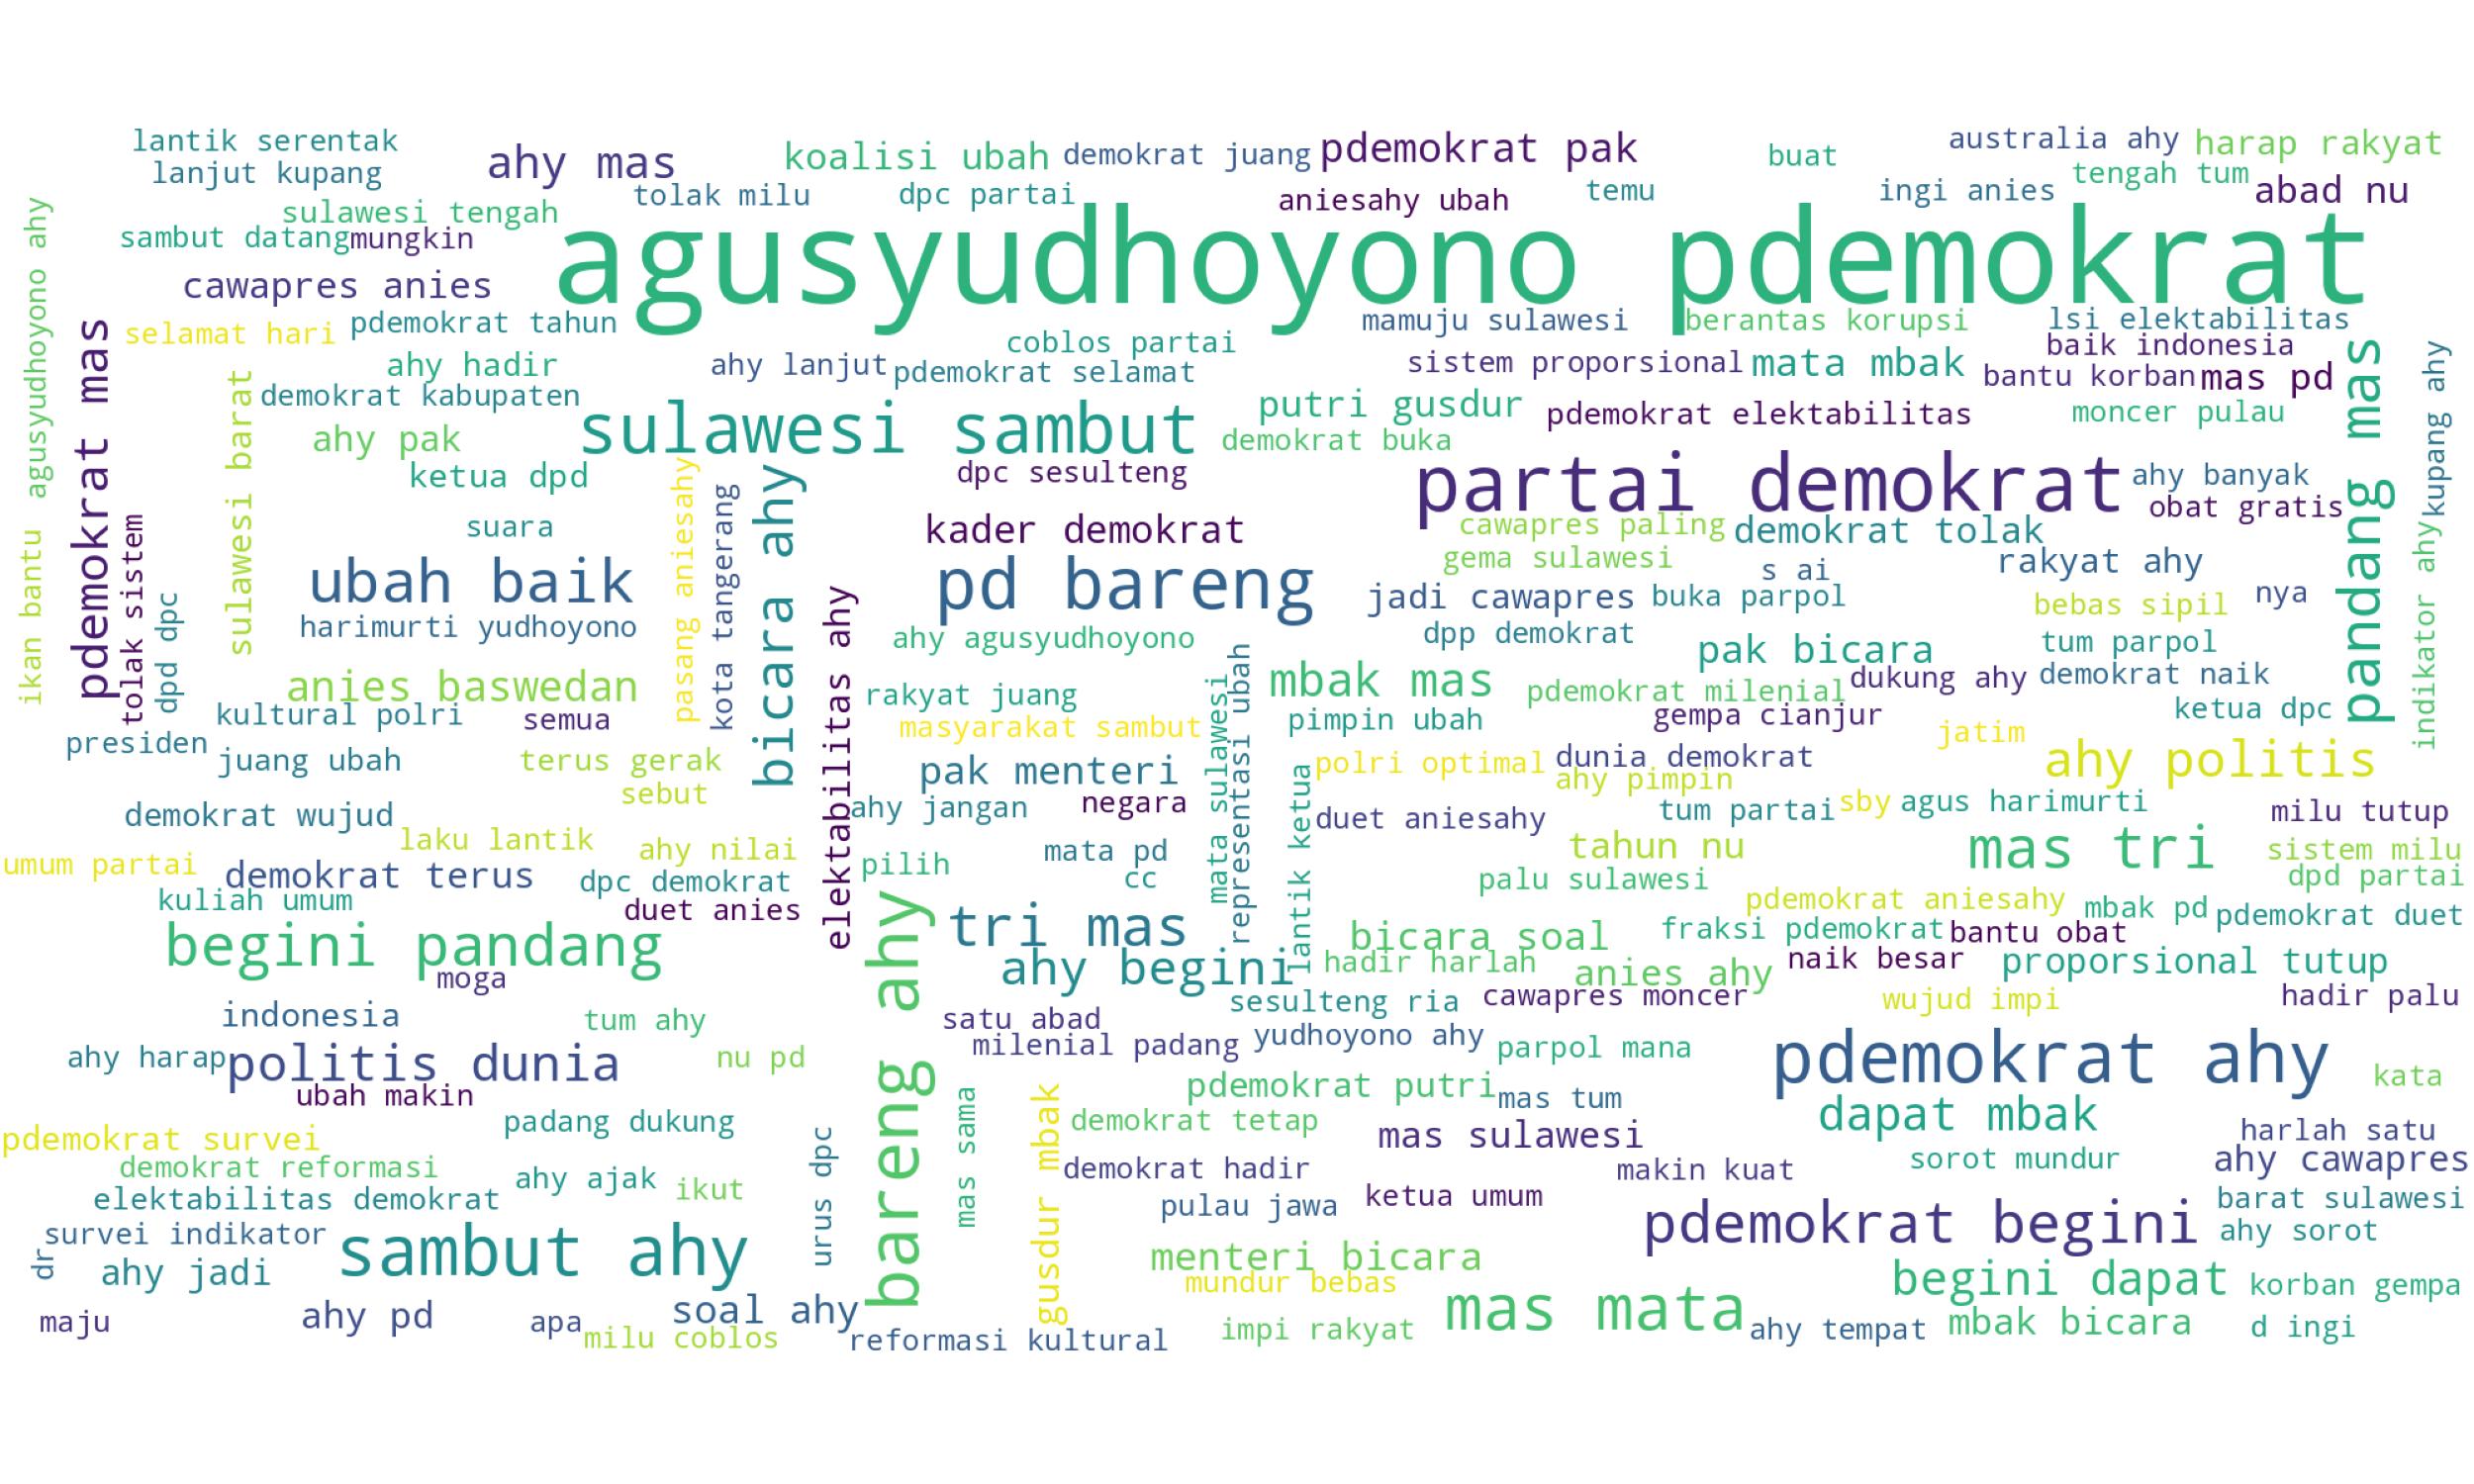 lantik serentak
lanjut kupang
ahy mas
koalisi ubah
demokrat juang
pdemokrat pak
buat
australia ahy
harap rakyat
tolak milu
dpc partai
aniesahy ubah
temu
ingi anies
tengah tum
abad nu
sulawesi tengah
sambut datang
mungkin
agusyudhoyono pdemokrat
cawapres anies
selamat hari
pdemokrat tahun
mamuju sulawesi
berantas korupsi
lsi elektabilitas
coblos partai
baik indonesia
ahy hadir
ahy lanjut
pdemokrat selamat
sistem proporsional
mata mbak
bantu korban
mas pd
demokrat kabupaten
sulawesi sambut
putri gusdur
pdemokrat elektabilitas
moncer pulau
ahy pak
demokrat buka
agusyudhoyono ahy
pdemokrat mas
sulawesi barat
ketua dpd
dpc sesulteng
partai demokrat
ahy banyak
obat gratis
pandang mas
kupang ahy
suara
pasang aniesahy
kota tangerang
bicara ahy
kader demokrat
cawapres paling
demokrat tolak
gema sulawesi
s ai
rakyat ahy
ikan bantu
tolak sistem
dpd dpc
ubah baik
pd bareng
jadi cawapres
buka parpol
bebas sipil
nya
indikator ahy
harimurti yudhoyono
elektabilitas ahy
ahy agusyudhoyono
dpp demokrat
pak bicara
tum parpol
anies baswedan
rakyat juang
mbak mas
pdemokrat milenial
dukung ahy
demokrat naik
kultural polri
semua
masyarakat sambut
mata sulawesi
representasi ubah
pimpin ubah
gempa cianjur
ketua dpc
presiden
juang ubah
terus gerak
pak menteri
polri optimal
dunia demokrat
jatim
ahy politis
sebut
ahy pimpin
demokrat wujud
ahy jangan
negara
lantik ketua
duet aniesahy
tum partai
sby
agus harimurti
milu tutup
laku lantik
ahy nilai
mata pd
tahun nu
mas tri
sistem milu
umum partai
demokrat terus
dpc demokrat
pilih
cc
palu sulawesi
dpd partai
kuliah umum
duet anies
pdemokrat aniesahy
mbak pd
pdemokrat duet
begini pandang
tri mas
bicara soal
fraksi pdemokrat
bantu obat
moga
bareng ahy
ahy begini
hadir harlah
anies ahy
naik besar
proporsional tutup
indonesia
tum ahy
satu abad
sesulteng ria
cawapres moncer
wujud impi
hadir palu
ahy harap
politis dunia
nu pd
milenial padang
yudhoyono ahy
parpol mana
pdemokrat ahy
kata
ubah makin
pdemokrat putri
mas tum
padang dukung
mas sama
gusdur mbak
demokrat tetap
mas sulawesi
dapat mbak
harlah satu
pdemokrat survei
demokrat reformasi
urus dpc
demokrat hadir
makin kuat
sorot mundur
ahy cawapres
elektabilitas demokrat
ahy ajak
ikut
pulau jawa
ketua umum
barat sulawesi
survei indikator
pdemokrat begini
ahy sorot
dr
ahy jadi
sambut ahy
menteri bicara
mundur bebas
begini dapat
korban gempa
maju
ahy pd
apa
soal ahy
milu coblos
reformasi kultural
impi rakyat
mas mata
ahy tempat
mbak bicara
d ingi